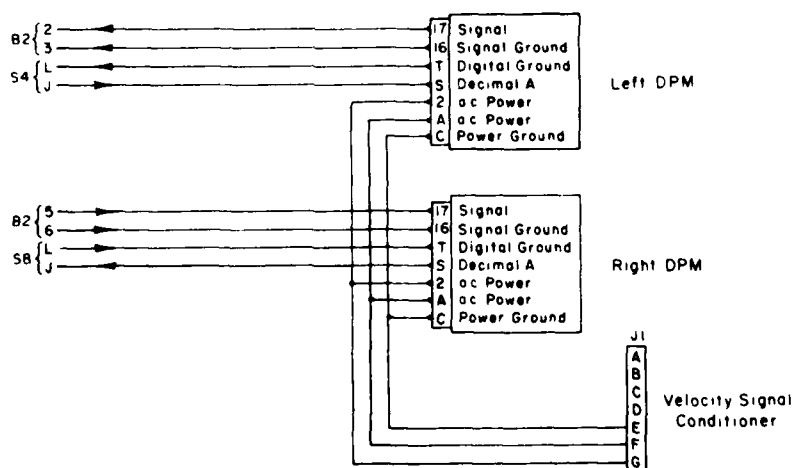 B2 { 2 17 Signal
3 16 Signal Ground
S4 { L T Digital Ground
J S Decimal A
2 ac Power
A ac Power
C Power Ground
Left DPM
B2 { 5 17 Signal
6 16 Signal Ground
S8 { L T Digital Ground
J S Decimal A
2 ac Power
A ac Power
C Power Ground
Right DPM
J1
A
B
C
D
E
F
G
Velocity Signal
Conditioner